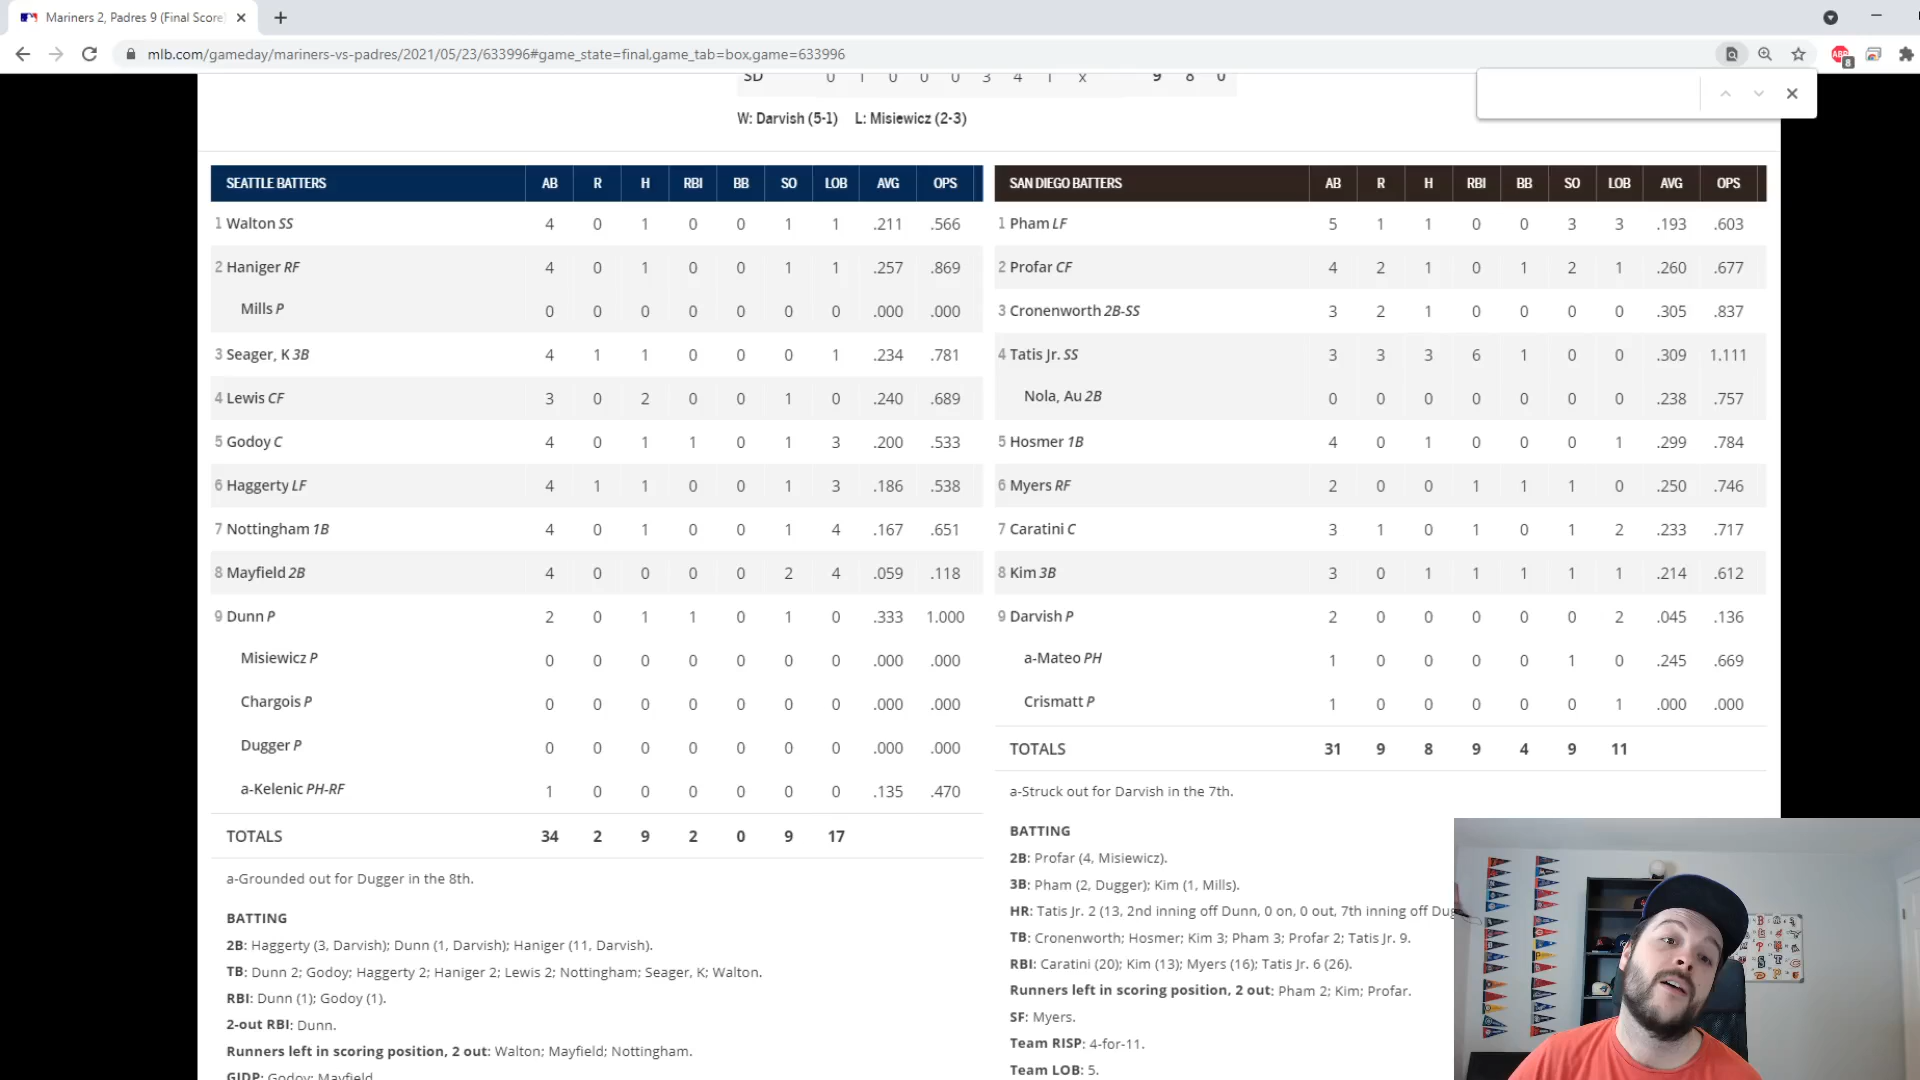 Mariners 2, Padres 9 (Final Score)
mlb.com/gameday/mariners-vs-padres/2021/05/23/633996#game_state=final,game_tab=box,game=633996
ABP
8
SD 0 1 0 0 0 3 4 1 x 9 8 0
W: Darvish (5-1) L: Misiewicz (2-3)
SEATTLE BATTERS AB R H RBI BB SO LOB AVG OPS
1 Walton SS 4 0 1 0 0 1 1 .211 .566
2 Haniger RF 4 0 1 0 0 1 1 .257 .869
Mills P 0 0 0 0 0 0 0 .000 .000
3 Seager, K 3B 4 1 1 0 0 0 1 .234 .781
4 Lewis CF 3 0 2 0 0 1 0 .240 .689
5 Godoy C 4 0 1 1 0 1 3 .200 .533
6 Haggerty LF 4 1 1 0 0 1 3 .186 .538
7 Nottingham 1B 4 0 1 0 0 1 4 .167 .651
8 Mayfield 2B 4 0 0 0 0 2 4 .059 .118
9 Dunn P 2 0 1 1 0 1 0 .333 1.000
Misiewicz P 0 0 0 0 0 0 0 .000 .000
Chargois P 0 0 0 0 0 0 0 .000 .000
Dugger P 0 0 0 0 0 0 0 .000 .000
a-Kelenic PH-RF 1 0 0 0 0 0 0 .135 .470
TOTALS 34 2 9 2 0 9 17
a-Grounded out for Dugger in the 8th.
BATTING
2B: Haggerty (3, Darvish); Dunn (1, Darvish); Haniger (11, Darvish).
TB: Dunn 2; Godoy; Haggerty 2; Haniger 2; Lewis 2; Nottingham; Seager, K; Walton.
RBI: Dunn (1); Godoy (1).
2-out RBI: Dunn.
Runners left in scoring position, 2 out: Walton; Mayfield; Nottingham.
GIDP: Godoy; Mayfield.
SAN DIEGO BATTERS AB R H RBI BB SO LOB AVG OPS
1 Pham LF 5 1 1 0 0 3 3 .193 .603
2 Profar CF 4 2 1 0 1 2 1 .260 .677
3 Cronenworth 2B-SS 3 2 1 0 0 0 0 .305 .837
4 Tatis Jr. SS 3 3 3 6 1 0 0 .309 1.111
Nola, Au 2B 0 0 0 0 0 0 0 .238 .757
5 Hosmer 1B 4 0 1 0 0 0 1 .299 .784
6 Myers RF 2 0 0 1 1 1 0 .250 .746
7 Caratini C 3 1 0 1 0 1 2 .233 .717
8 Kim 3B 3 0 1 1 1 1 1 .214 .612
9 Darvish P 2 0 0 0 0 0 2 .045 .136
a-Mateo PH 1 0 0 0 0 1 0 .245 .669
Crismatt P 1 0 0 0 0 0 1 .000 .000
TOTALS 31 9 8 9 4 9 11
a-Struck out for Darvish in the 7th.
BATTING
2B: Profar (4, Misiewicz).
3B: Pham (2, Dugger); Kim (1, Mills).
HR: Tatis Jr. 2 (13, 2nd inning off Dunn, 0 on, 0 out, 7th inning off Dug
TB: Cronenworth; Hosmer; Kim 3; Pham 3; Profar 2; Tatis Jr. 9.
RBI: Caratini (20); Kim (13); Myers (16); Tatis Jr. 6 (26).
Runners left in scoring position, 2 out: Pham 2; Kim; Profar.
SF: Myers.
Team RISP: 4-for-11.
Team LOB: 5.